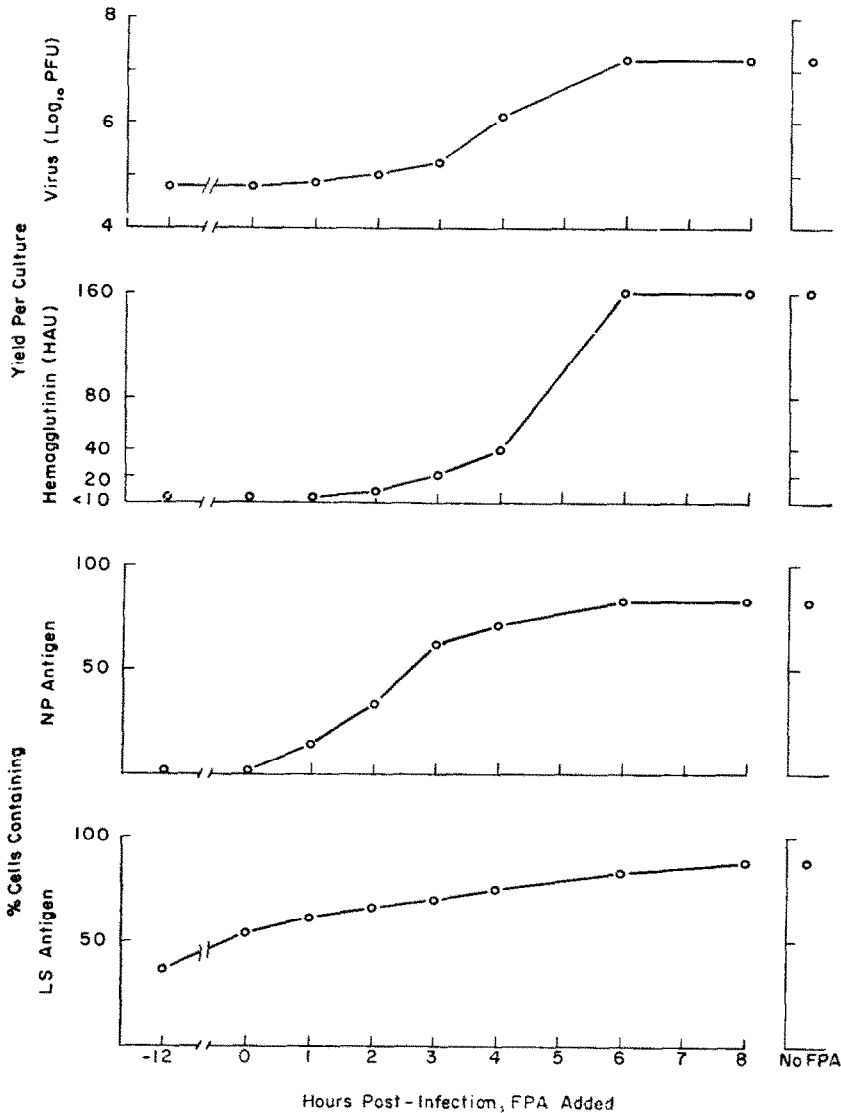 Yield Per Culture
Virus (Log₁₀ PFU)
8
6
4
Hemagglutinin (HAU)
160
80
40
20
<10
% Cells Containing
NP Antigen
100
50
LS Antigen
100
50
-12 0 1 2 3 4 6 7 8 No FPA
Hours Post-Infection, FPA Added